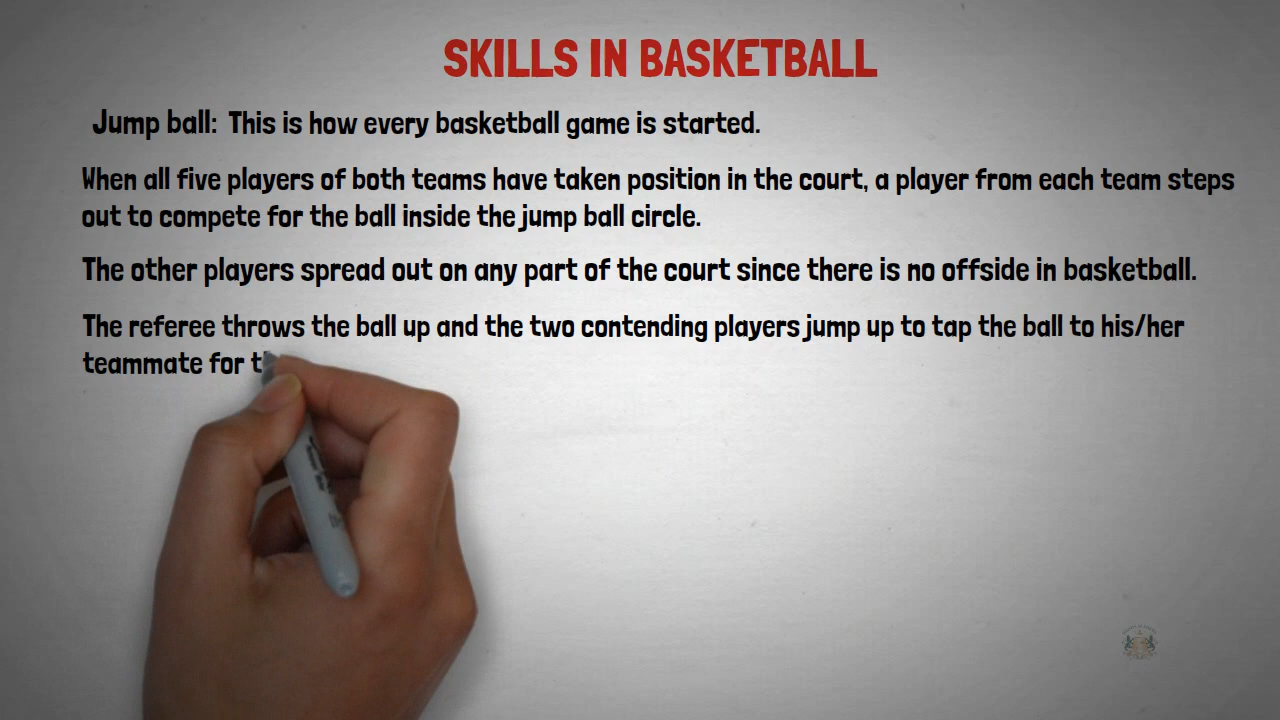 SKILLS IN BASKETBALL
Jump ball: This is how every basketball game is started.
When all five players of both teams have taken position in the court, a player from each team steps
out to compete for the ball inside the jump ball circle.
The other players spread out on any part of the court since there is no offside in basketball.
The referee throws the ball up and the two contending players jump up to tap the ball to his/her
teammate for